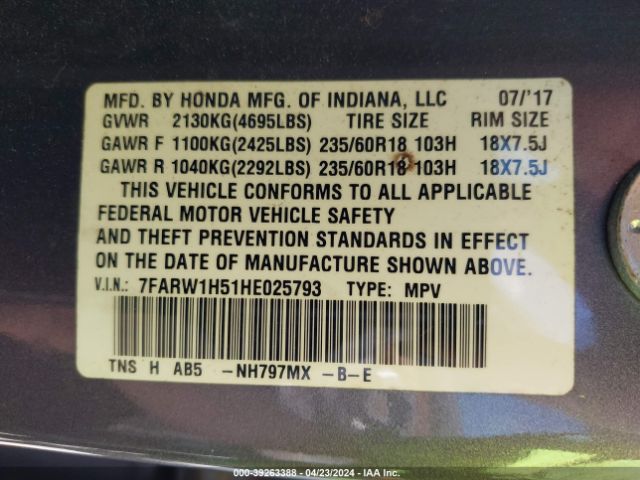 MFD. BY HONDA MFG. OF INDIANA, LLC 07/'17
GVWR 2130KG(4695LBS) TIRE SIZE RIM SIZE
GAWR F 1100KG(2425LBS) 235/60R18 103H 18X7.5J
GAWR R 1040KG(2292LBS) 235/60R18 103H 18X7.5J
THIS VEHICLE CONFORMS TO ALL APPLICABLE
FEDERAL MOTOR VEHICLE SAFETY
AND THEFT PREVENTION STANDARDS IN EFFECT
ON THE DATE OF MANUFACTURE SHOWN ABOVE.
V.I.N.: 7FARW1H51HE025793 TYPE: MPV
TNS H AB5 -NH797MX -B-E
000-39263388 - 04/23/2024 - IAA Inc.